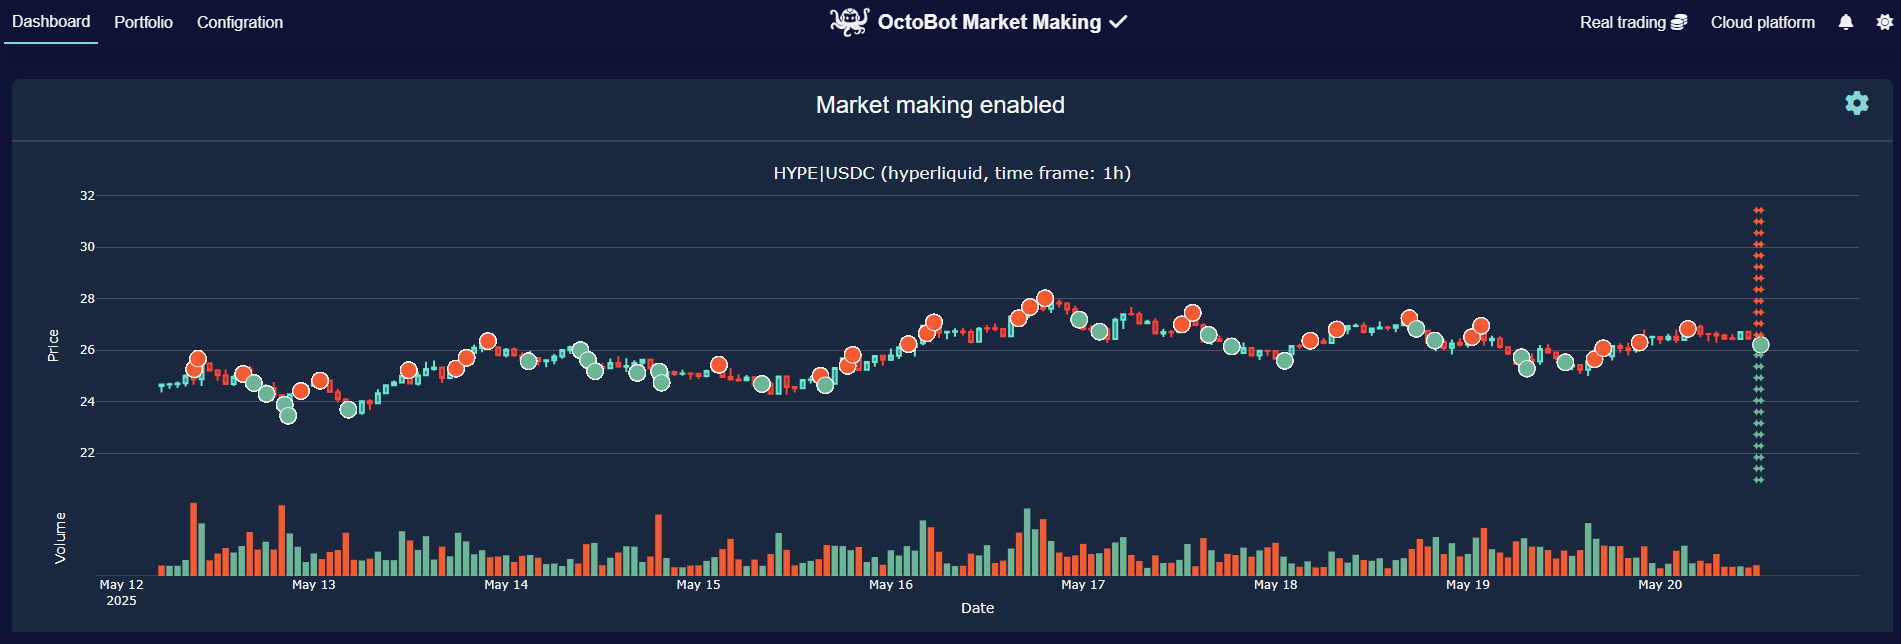 Dashboard Portfolio Configration OctoBot Market Making Real trading Cloud platform
Market making enabled
HYPE|USDC (hyperliquid, time frame: 1h)
32
30
28
26
24
22
Price
Volume
May 12 May 13 May 14 May 15 May 16 May 17 May 18 May 19 May 20
2025
Date